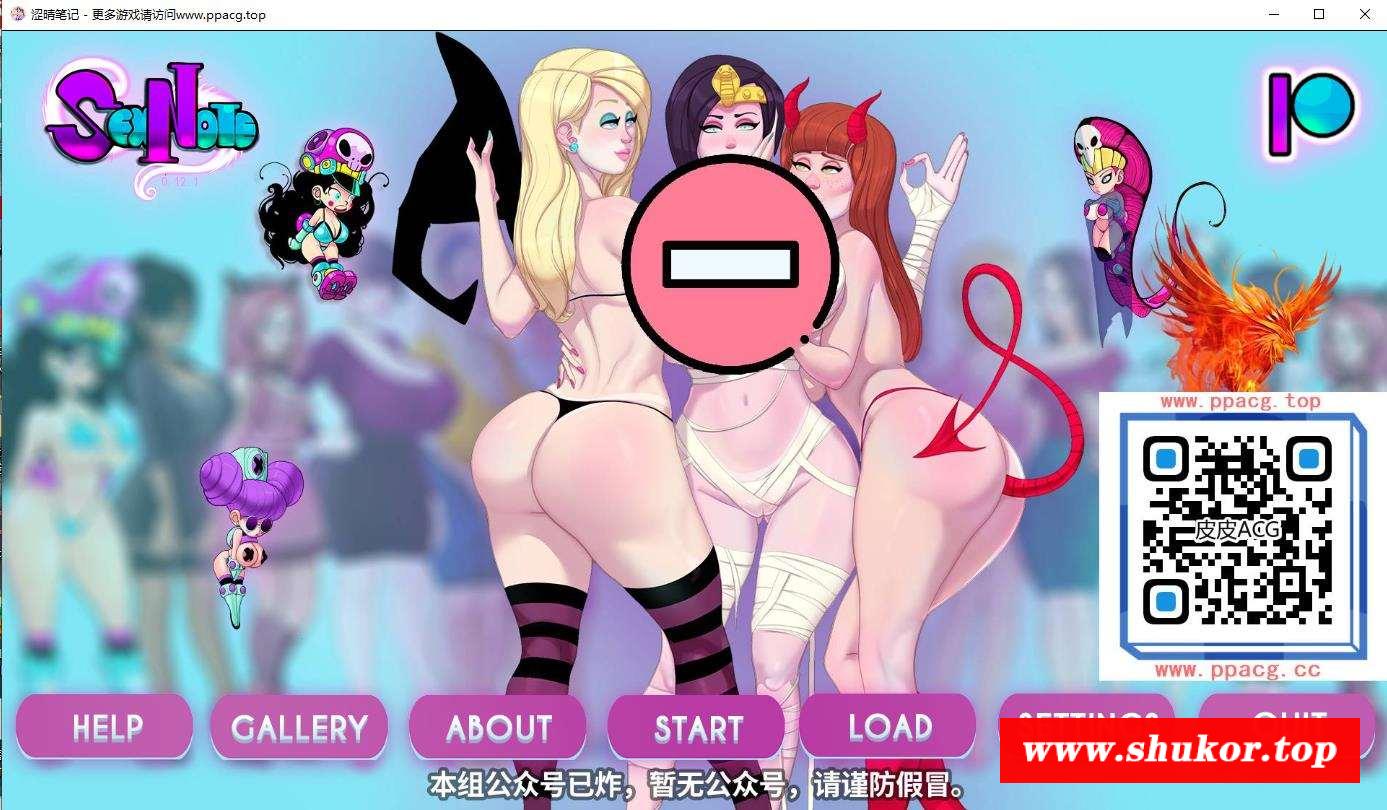 涩晴笔记 - 更多游戏请访问www.ppacg.top
SexNote
0.12.1
www.ppacg.top
皮皮ACG
www.ppacg.cc
HELP
GALLERY
ABOUT
START
LOAD
SETTINGS
QUIT
www.shukor.top
本组公众号已炸，暂无公众号，请谨防假冒。